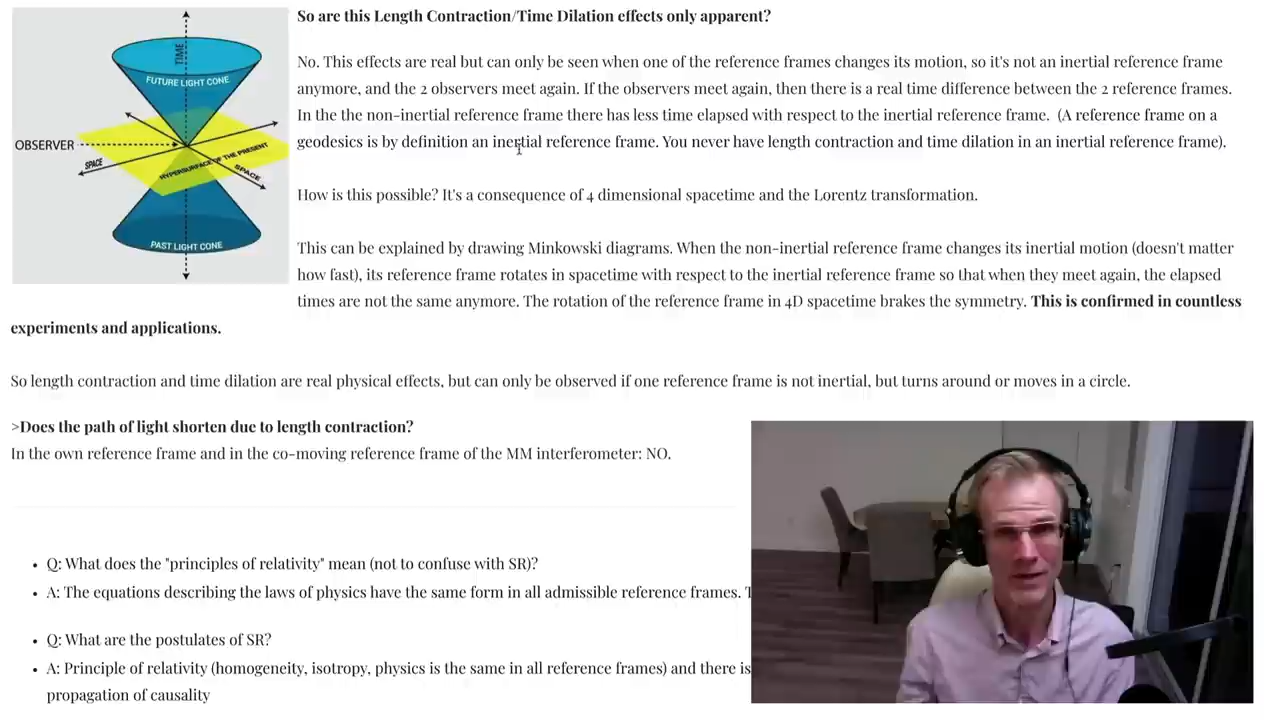 So are this Length Contraction/Time Dilation effects only apparent?
No. This effects are real but can only be seen when one of the reference frames changes its motion, so it's not an inertial reference frame
anymore, and the 2 observers meet again. If the observers meet again, then there is a real time difference between the 2 reference frames.
In the the non-inertial reference frame there has less time elapsed with respect to the inertial reference frame.  (A reference frame on a
geodesics is by definition an inertial reference frame. You never have length contraction and time dilation in an inertial reference frame).
How is this possible? It's a consequence of 4 dimensional spacetime and the Lorentz transformation.
This can be explained by drawing Minkowski diagrams. When the non-inertial reference frame changes its inertial motion (doesn't matter
how fast), its reference frame rotates in spacetime with respect to the inertial reference frame so that when they meet again, the elapsed
times are not the same anymore. The rotation of the reference frame in 4D spacetime brakes the symmetry. This is confirmed in countless
experiments and applications.
TIME
FUTURE LIGHT CONE
OBSERVER
SPACE
HYPERSURFACE OF THE PRESENT
SPACE
PAST LIGHT CONE
So length contraction and time dilation are real physical effects, but can only be observed if one reference frame is not inertial, but turns around or moves in a circle.
>Does the path of light shorten due to length contraction?
In the own reference frame and in the co-moving reference frame of the MM interferometer: NO.
• Q: What does the "principles of relativity" mean (not to confuse with SR)?
• A: The equations describing the laws of physics have the same form in all admissible reference frames. T
• Q: What are the postulates of SR?
• A: Principle of relativity (homogeneity, isotropy, physics is the same in all reference frames) and there is
propagation of causality